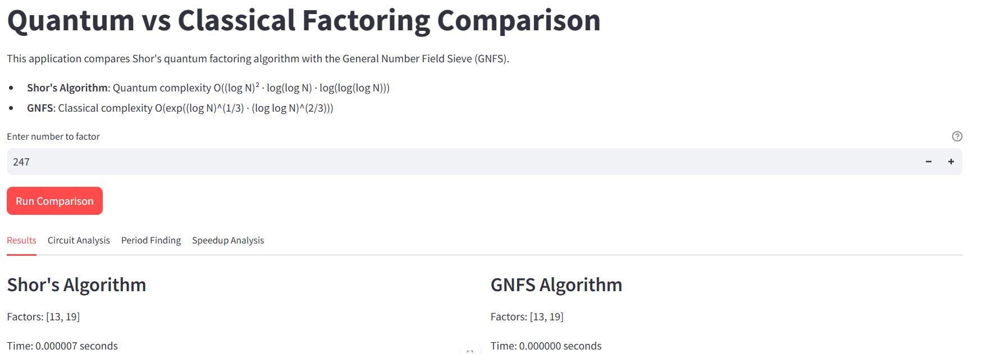 Quantum vs Classical Factoring Comparison
This application compares Shor's quantum factoring algorithm with the General Number Field Sieve (GNFS).
• Shor's Algorithm: Quantum complexity O((log N)² · log(log N) · log(log(log N)))
• GNFS: Classical complexity O(exp((log N)^(1/3) · (log log N)^(2/3)))
Enter number to factor
247
Run Comparison
Results Circuit Analysis Period Finding Speedup Analysis
Shor's Algorithm
Factors: [13, 19]
Time: 0.000007 seconds
GNFS Algorithm
Factors: [13, 19]
Time: 0.000000 seconds